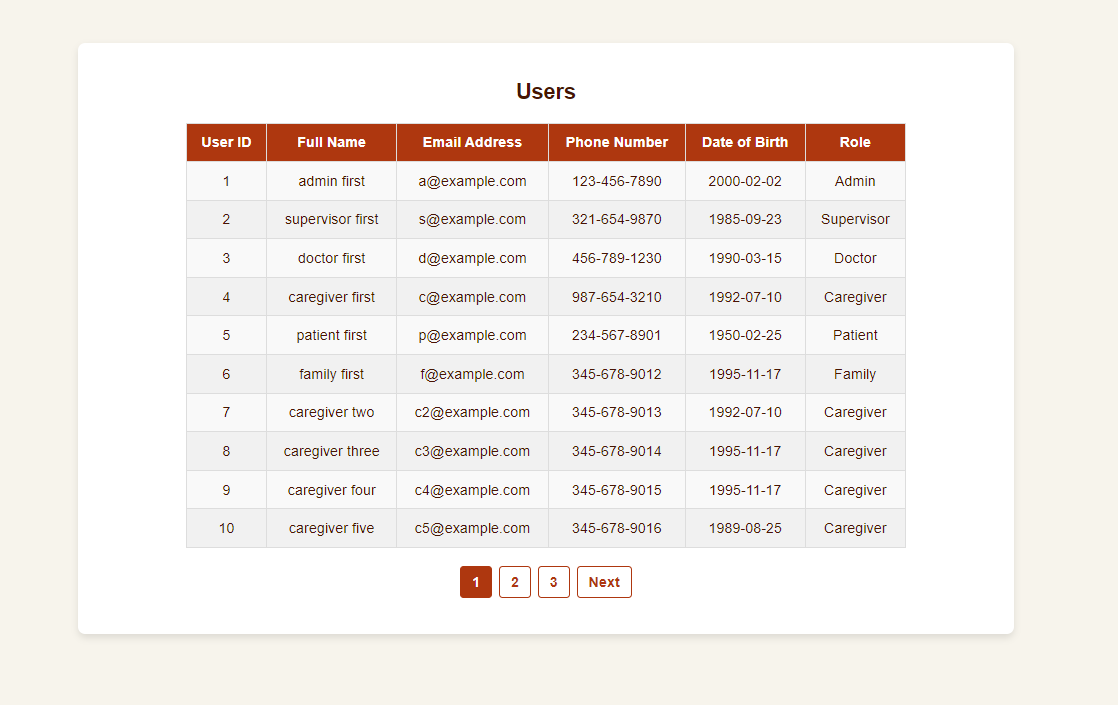 Users
User ID Full Name Email Address Phone Number Date of Birth Role
1 admin first a@example.com 123-456-7890 2000-02-02 Admin
2 supervisor first s@example.com 321-654-9870 1985-09-23 Supervisor
3 doctor first d@example.com 456-789-1230 1990-03-15 Doctor
4 caregiver first c@example.com 987-654-3210 1992-07-10 Caregiver
5 patient first p@example.com 234-567-8901 1950-02-25 Patient
6 family first f@example.com 345-678-9012 1995-11-17 Family
7 caregiver two c2@example.com 345-678-9013 1992-07-10 Caregiver
8 caregiver three c3@example.com 345-678-9014 1995-11-17 Caregiver
9 caregiver four c4@example.com 345-678-9015 1995-11-17 Caregiver
10 caregiver five c5@example.com 345-678-9016 1989-08-25 Caregiver
1 2 3 Next